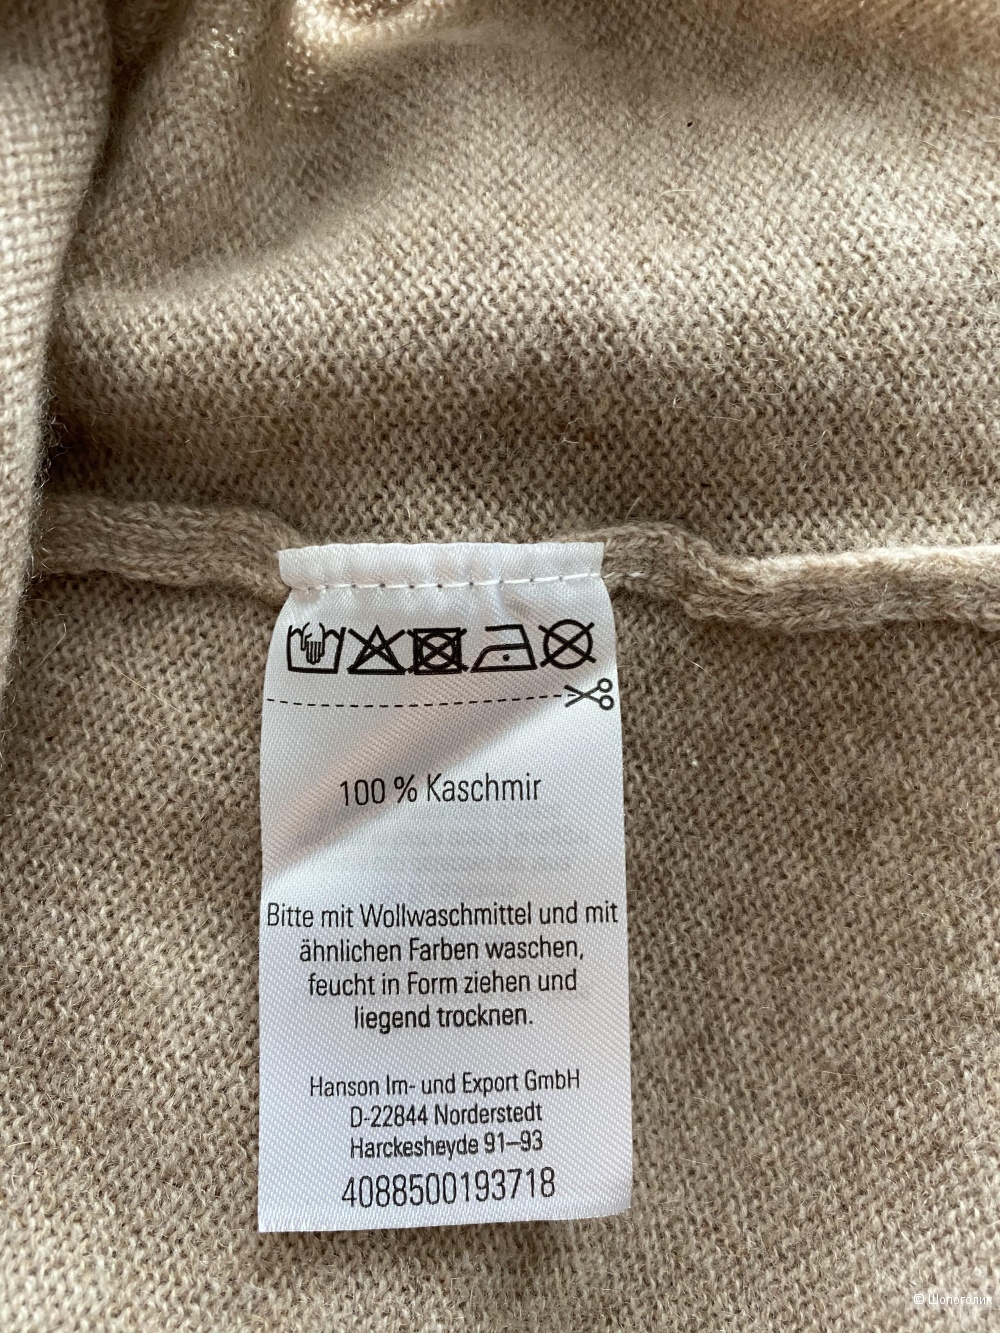 100 % Kaschmir
Bitte mit Wollwaschmittel und mit
ähnlichen Farben waschen,
feucht in Form ziehen und
liegend trocknen.
Hanson Im- und Export GmbH
D-22844 Norderstedt
Harckesheyde 91–93
4088500193718
© Шопоголик